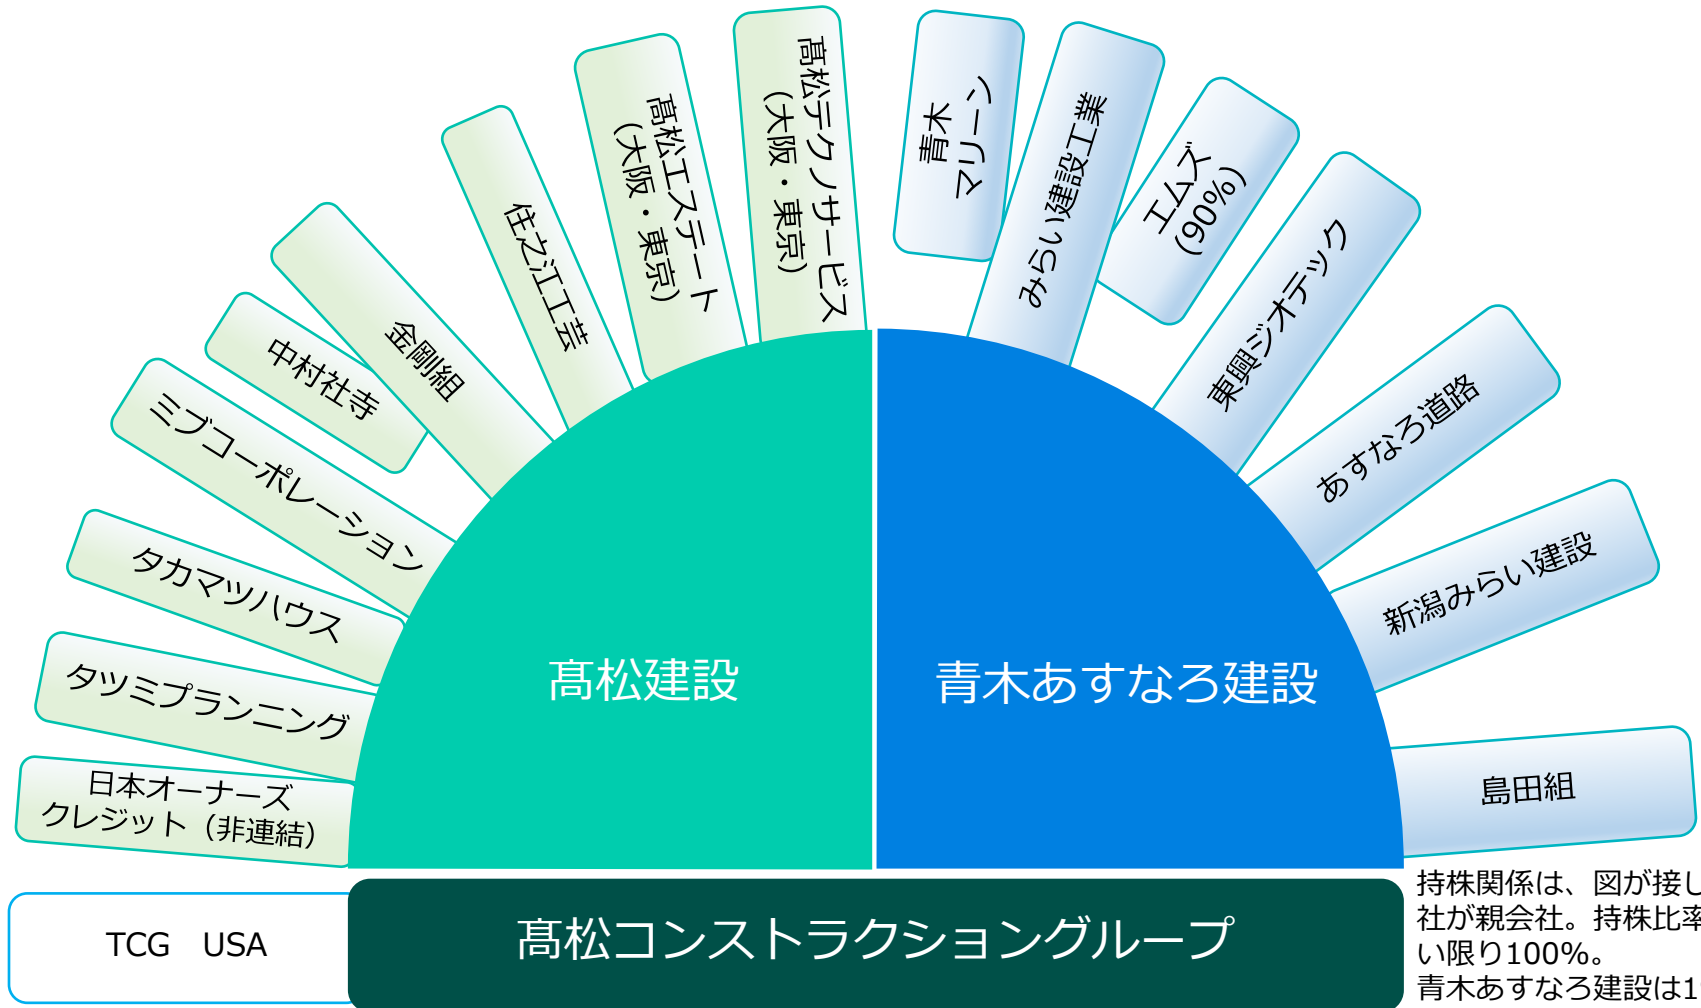 髙松テクノサービス
(大阪・東京)
髙松エステート
(大阪・東京)
住之江工芸
金剛組
中村社寺
ミブコーポレーション
タカマツハウス
タツミプランニング
日本オーナーズ
クレジット（非連結）
青木
マリーン
みらい建設工業
エムズ
(90%)
東興ジオテック
あすなろ道路
新潟みらい建設
島田組
髙松建設
青木あすなろ建設
TCG　USA
髙松コンストラクショングループ
持株関係は、図が接し
社が親会社。持株比率
い限り100%。
青木あすなろ建設は1